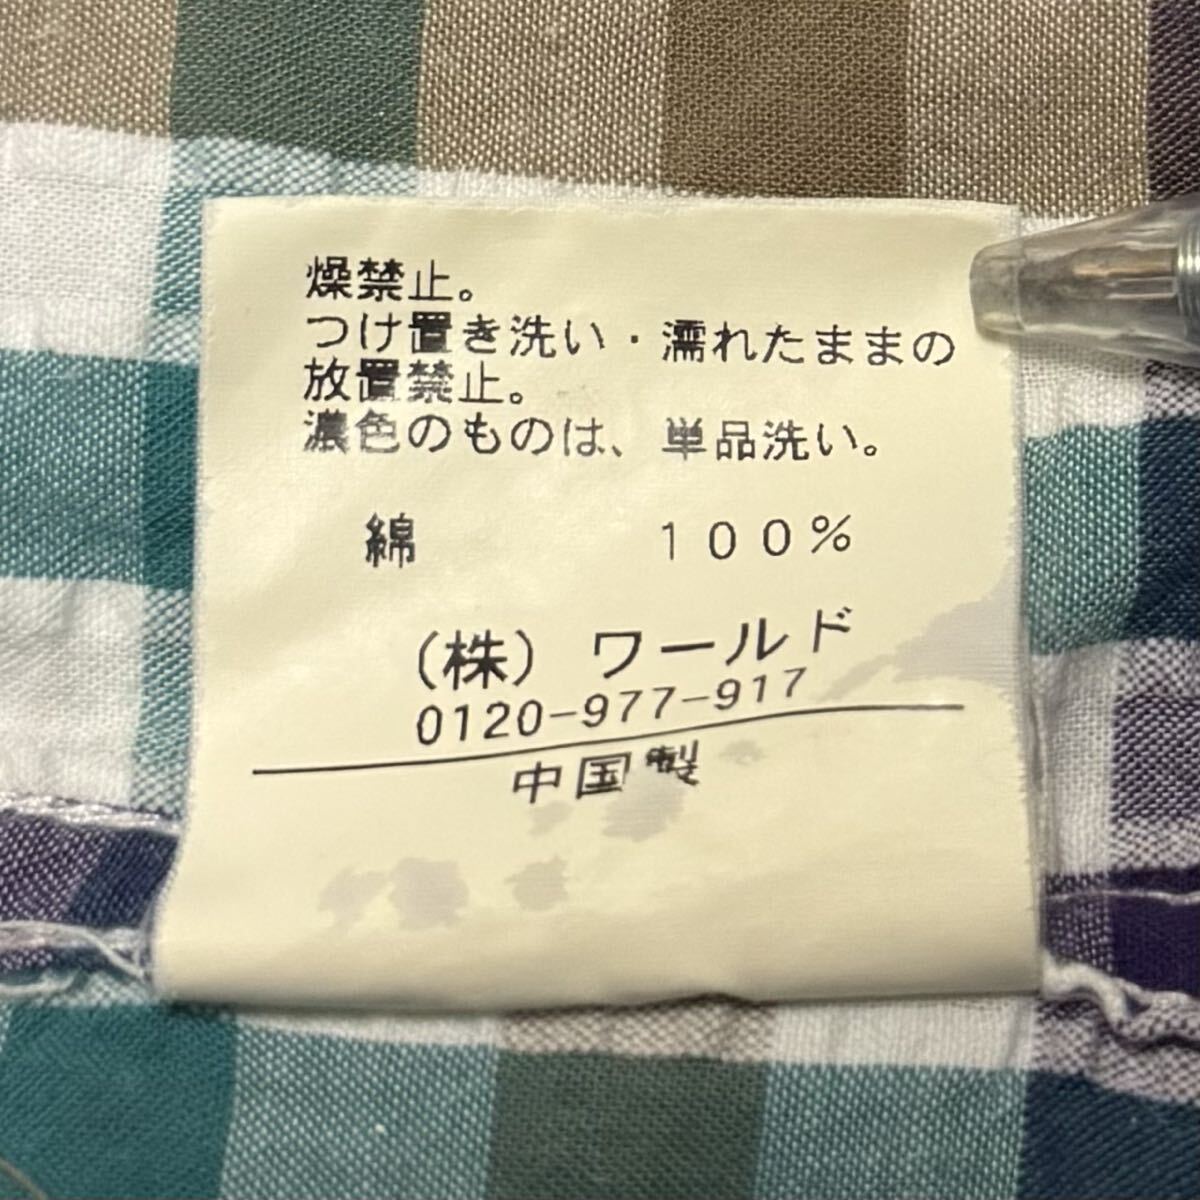 燥禁止。
つけ置き洗い・濡れたままの
放置禁止。
濃色のものは、単品洗い。
綿 100%
(株) ワールド
0120-977-917
中国製